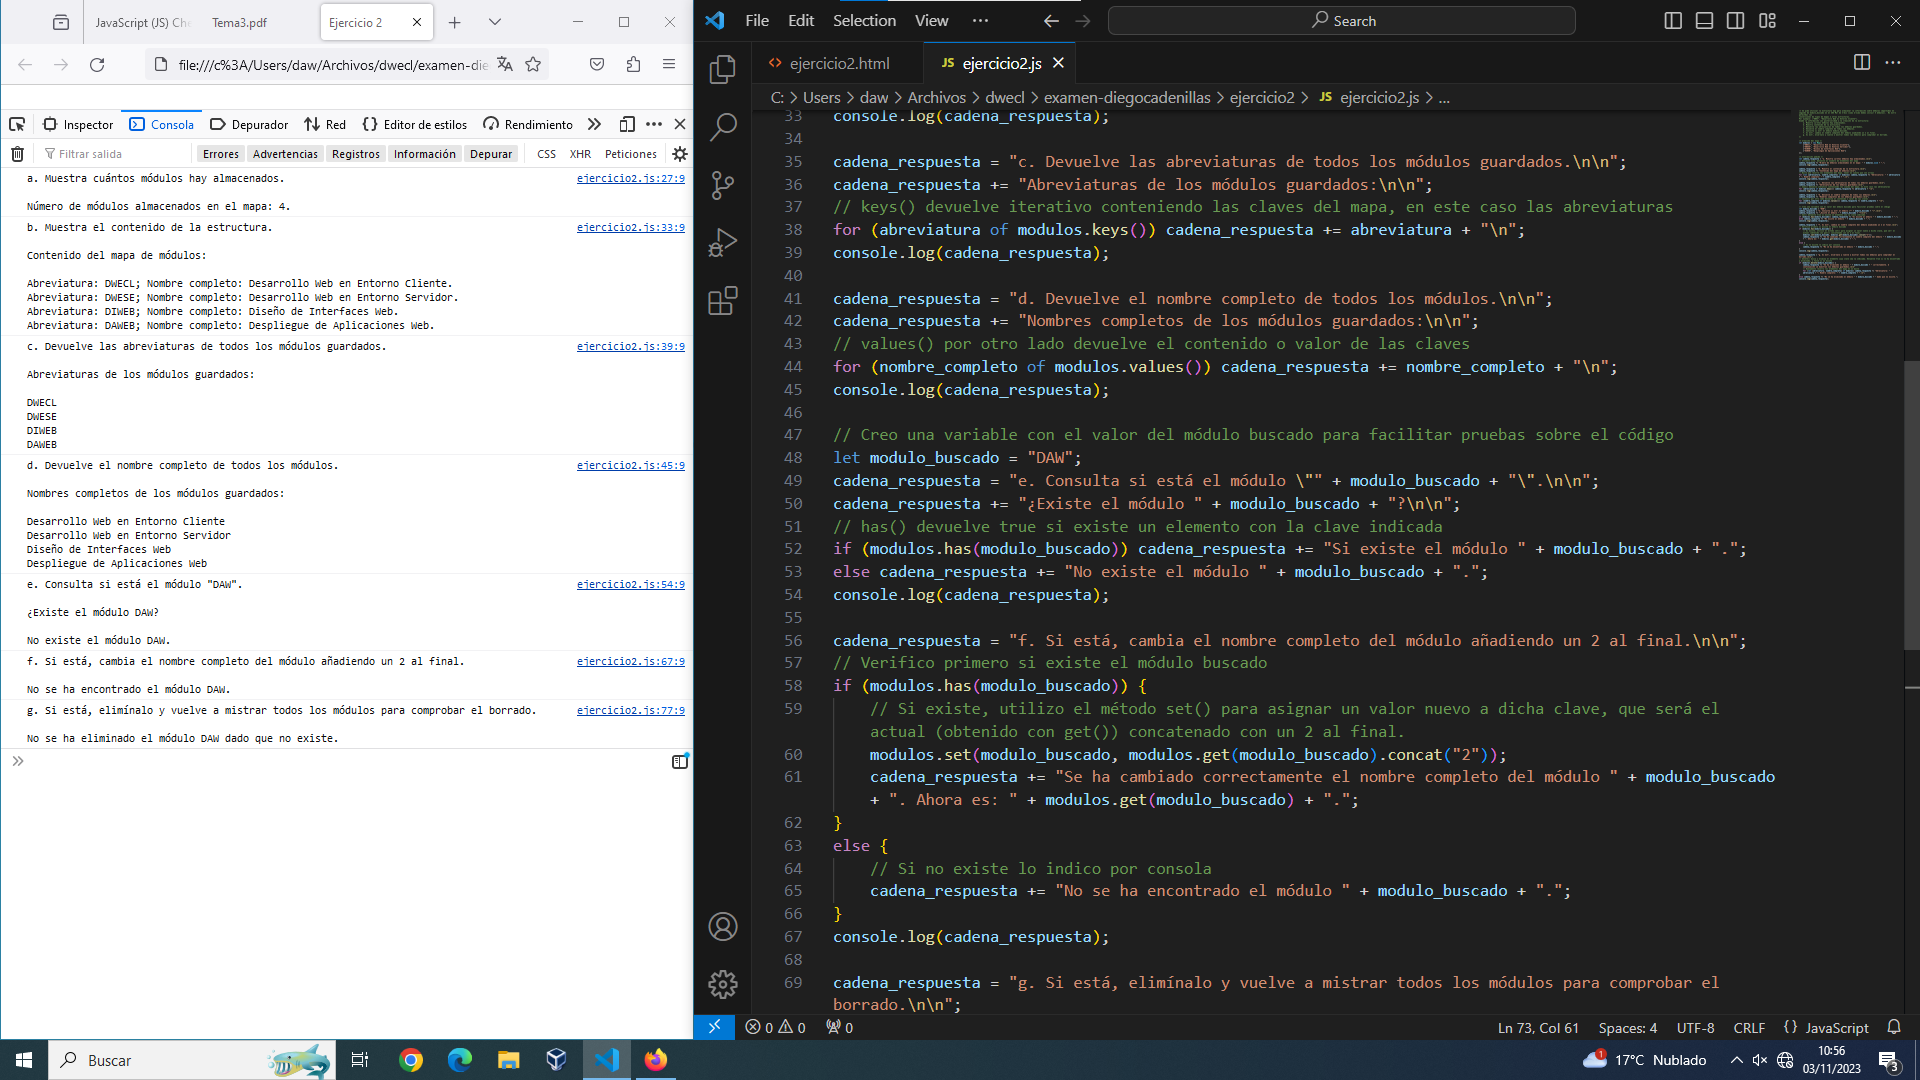 JavaScript (JS) Che
Tema3.pdf
Ejercicio 2
file:///c%3A/Users/daw/Archivos/dwecl/examen-die
Inspector
Consola
Depurador
Red
Editor de estilos
Rendimiento
Filtrar salida
Errores
Advertencias
Registros
Información
Depurar
CSS
XHR
Peticiones
a. Muestra cuántos módulos hay almacenados.
ejercicio2.js:27:9
Número de módulos almacenados en el mapa: 4.
b. Muestra el contenido de la estructura.
ejercicio2.js:33:9
Contenido del mapa de módulos:
Abreviatura: DWECL; Nombre completo: Desarrollo Web en Entorno Cliente.
Abreviatura: DWESE; Nombre completo: Desarrollo Web en Entorno Servidor.
Abreviatura: DIWEB; Nombre completo: Diseño de Interfaces Web.
Abreviatura: DAWEB; Nombre completo: Despliegue de Aplicaciones Web.
c. Devuelve las abreviaturas de todos los módulos guardados.
ejercicio2.js:39:9
Abreviaturas de los módulos guardados:
DWECL
DWESE
DIWEB
DAWEB
d. Devuelve el nombre completo de todos los módulos.
ejercicio2.js:45:9
Nombres completos de los módulos guardados:
Desarrollo Web en Entorno Cliente
Desarrollo Web en Entorno Servidor
Diseño de Interfaces Web
Despliegue de Aplicaciones Web
e. Consulta si está el módulo "DAW".
ejercicio2.js:54:9
¿Existe el módulo DAW?
No existe el módulo DAW.
f. Si está, cambia el nombre completo del módulo añadiendo un 2 al final.
ejercicio2.js:67:9
No se ha encontrado el módulo DAW.
g. Si está, elimínalo y vuelve a mistrar todos los módulos para comprobar el borrado.
ejercicio2.js:77:9
No se ha eliminado el módulo DAW dado que no existe.
File
Edit
Selection
View
Search
ejercicio2.html
JS ejercicio2.js
C: > Users > daw > Archivos > dwecl > examen-diegocadenillas > ejercicio2 > JS ejercicio2.js > ...
33 console.log(cadena_respuesta);
34
35 cadena_respuesta = "c. Devuelve las abreviaturas de todos los módulos guardados.\n\n";
36 cadena_respuesta += "Abreviaturas de los módulos guardados:\n\n";
37 // keys() devuelve iterativo conteniendo las claves del mapa, en este caso las abreviaturas
38 for (abreviatura of modulos.keys()) cadena_respuesta += abreviatura + "\n";
39 console.log(cadena_respuesta);
40
41 cadena_respuesta = "d. Devuelve el nombre completo de todos los módulos.\n\n";
42 cadena_respuesta += "Nombres completos de los módulos guardados:\n\n";
43 // values() por otro lado devuelve el contenido o valor de las claves
44 for (nombre_completo of modulos.values()) cadena_respuesta += nombre_completo + "\n";
45 console.log(cadena_respuesta);
46
47 // Creo una variable con el valor del módulo buscado para facilitar pruebas sobre el código
48 let modulo_buscado = "DAW";
49 cadena_respuesta = "e. Consulta si está el módulo \"" + modulo_buscado + "\".\n\n";
50 cadena_respuesta += "¿Existe el módulo " + modulo_buscado + "?\n\n";
51 // has() devuelve true si existe un elemento con la clave indicada
52 if (modulos.has(modulo_buscado)) cadena_respuesta += "Si existe el módulo " + modulo_buscado + ".";
53 else cadena_respuesta += "No existe el módulo " + modulo_buscado + ".";
54 console.log(cadena_respuesta);
55
56 cadena_respuesta = "f. Si está, cambia el nombre completo del módulo añadiendo un 2 al final.\n\n";
57 // Verifico primero si existe el módulo buscado
58 if (modulos.has(modulo_buscado)) {
59 // Si existe, utilizo el método set() para asignar un valor nuevo a dicha clave, que será el
actual (obtenido con get()) concatenado con un 2 al final.
60 modulos.set(modulo_buscado, modulos.get(modulo_buscado).concat("2"));
61 cadena_respuesta += "Se ha cambiado correctamente el nombre completo del módulo " + modulo_buscado
+ ". Ahora es: " + modulos.get(modulo_buscado) + ".";
62 }
63 else {
64 // Si no existe lo indico por consola
65 cadena_respuesta += "No se ha encontrado el módulo " + modulo_buscado + ".";
66 }
67 console.log(cadena_respuesta);
68
69 cadena_respuesta = "g. Si está, elimínalo y vuelve a mistrar todos los módulos para comprobar el
borrado.\n\n";
0
0
0
Ln 73, Col 61
Spaces: 4
UTF-8
CRLF
{} JavaScript
Buscar
1
17°C Nublado
10:56
03/11/2023
3